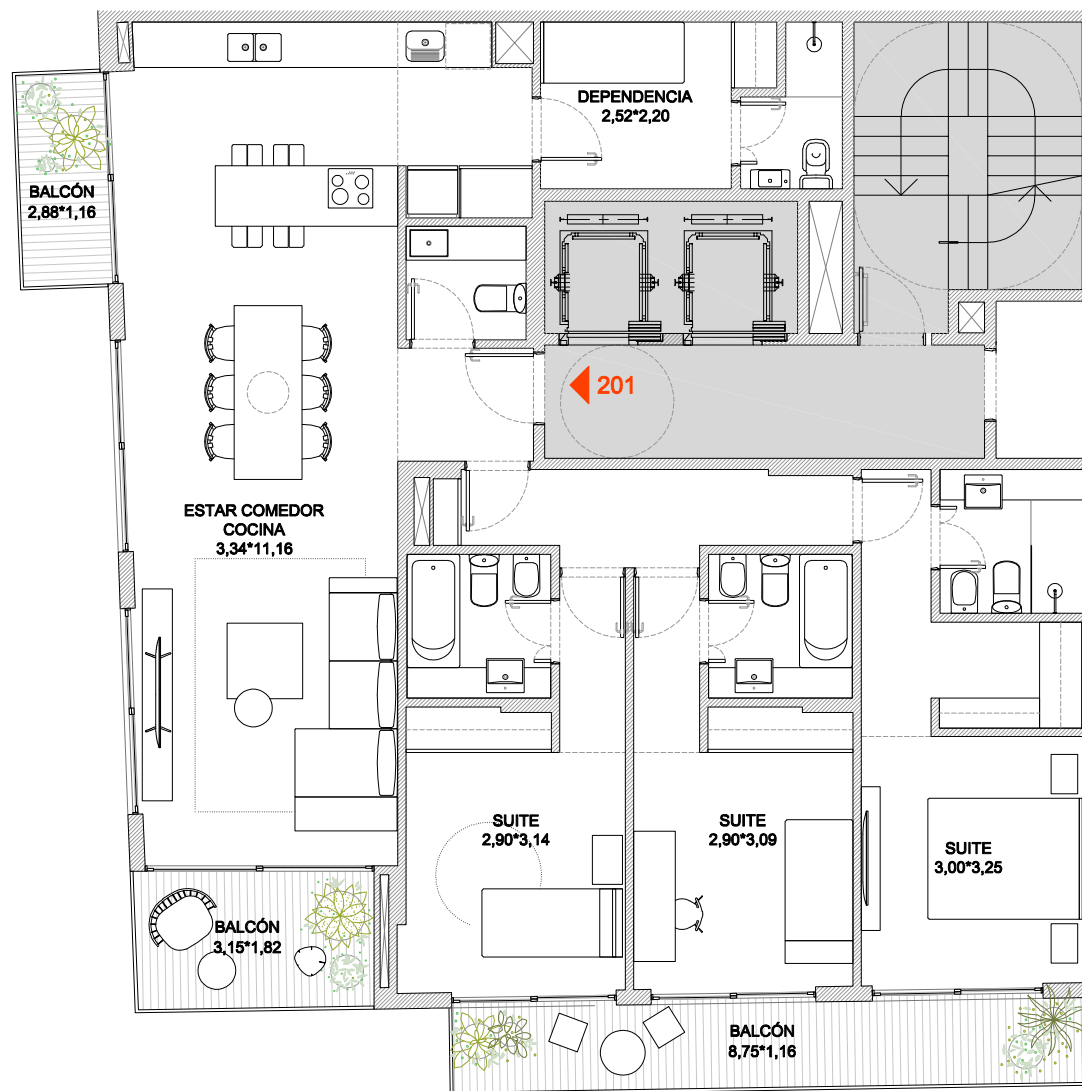 DEPENDENCIA
2,52*2,20
BALCÓN
2,88*1,16
201
ESTAR COMEDOR
COCINA
3,34*11,16
SUITE
2,90*3,14
SUITE
2,90*3,09
SUITE
3,00*3,25
BALCÓN
3,15*1,82
BALCÓN
8,75*1,16